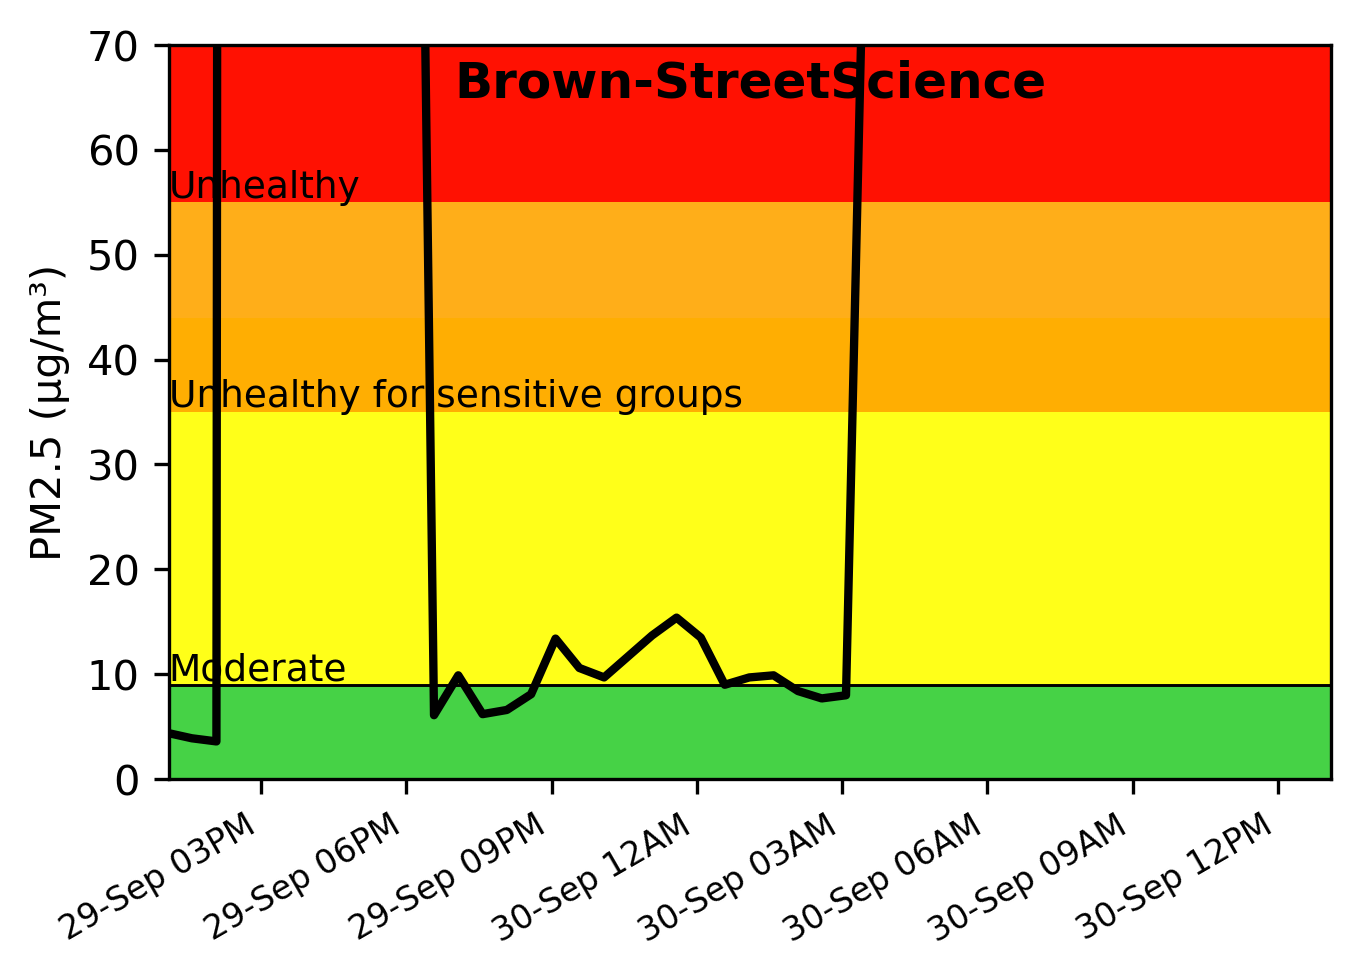 70
Brown-StreetScience
60
Unhealthy
50
40
Unhealthy for sensitive groups
30
20
10
Moderate
0
PM2.5 (μg/m³)
29-Sep 03PM
29-Sep 06PM
29-Sep 09PM
30-Sep 12AM
30-Sep 03AM
30-Sep 06AM
30-Sep 09AM
30-Sep 12PM